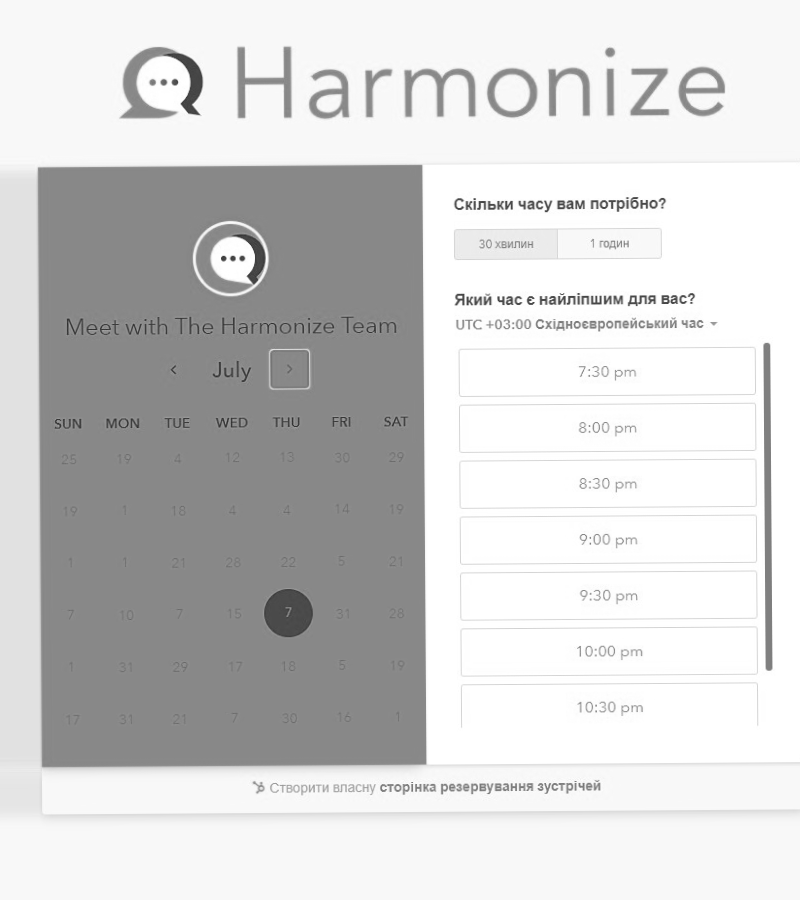 Harmonize
Meet with The Harmonize Team
July
SUN MON TUE WED THU FRI SAT
25 19 4 12 13 30 29
19 1 18 4 4 14 19
1 1 21 28 22 5 21
7 10 7 15 7 31 28
1 31 29 17 18 5 19
17 31 21 7 30 16 1
Скільки часу вам потрібно?
30 хвилин 1 годин
Який час є найліпшим для вас?
UTC +03:00 Східноєвропейський час
7:30 pm
8:00 pm
8:30 pm
9:00 pm
9:30 pm
10:00 pm
10:30 pm
Створити власну сторінка резервування зустрічей